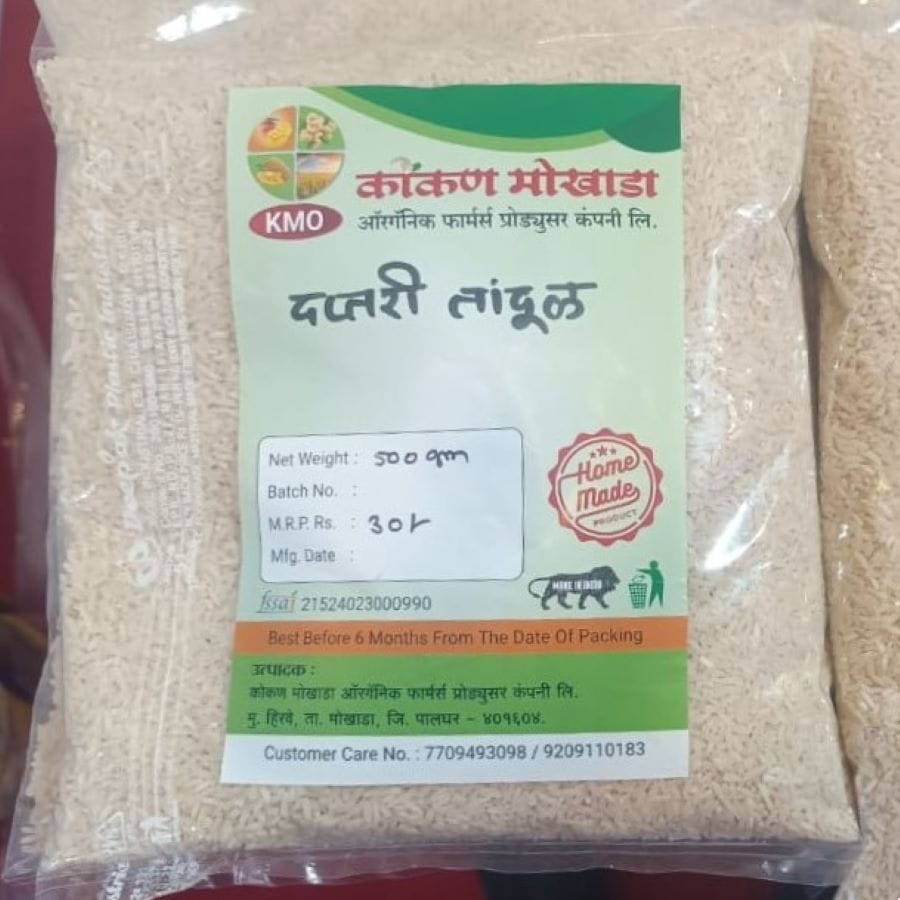 कोकण मोखाडा
KMO
ऑरगॅनिक फार्मर्स प्रोड्युसर कंपनी लि.
दप्तरी तांदूळ
Net Weight : 500 gm
Batch No. :
M.R.P. Rs. : 30/-
Mfg. Date :
Home
Made
PRODUCT
MAKE IN INDIA
fssai 21524023000990
Best Before 6 Months From The Date Of Packing
उत्पादक :
कोकण मोखाडा ऑरगॅनिक फार्मर्स प्रोड्युसर कंपनी लि.
मु. हिरवे, ता. मोखाडा, जि. पालघर - ४०१६०४.
Customer Care No. : 7709493098 / 9209110183